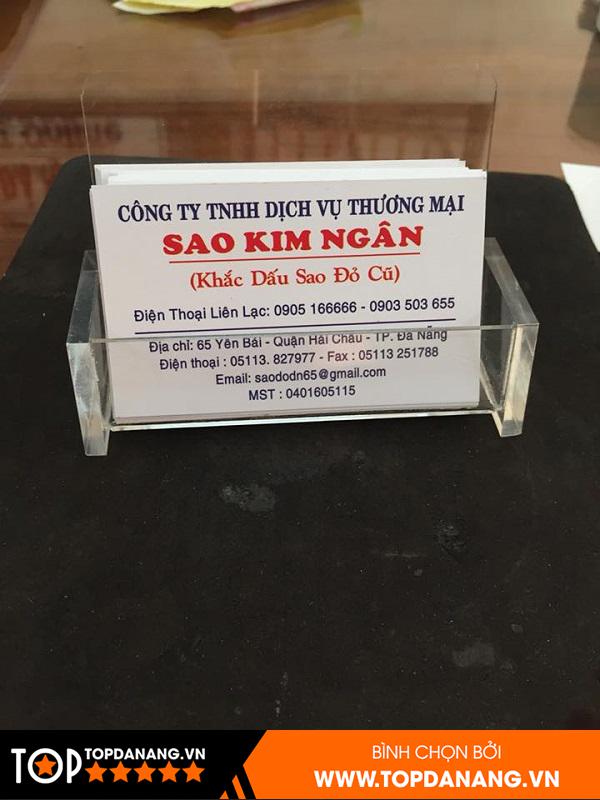 CÔNG TY TNHH DỊCH VỤ THƯƠNG MẠI
SAO KIM NGÂN
(Khắc Dấu Sao Đỏ Cũ)
Điện Thoại Liên Lạc: 0905 166666 - 0903 503 655
Địa chỉ: 65 Yên Bái - Quận Hải Châu - TP. Đà Nẵng
Điện thoại : 05113. 827977 - Fax : 05113 251788
Email: saododn65@gmail.com
MST : 0401605115
TOP TOPDANANG.VN
BÌNH CHỌN BỞI
WWW.TOPDANANG.VN